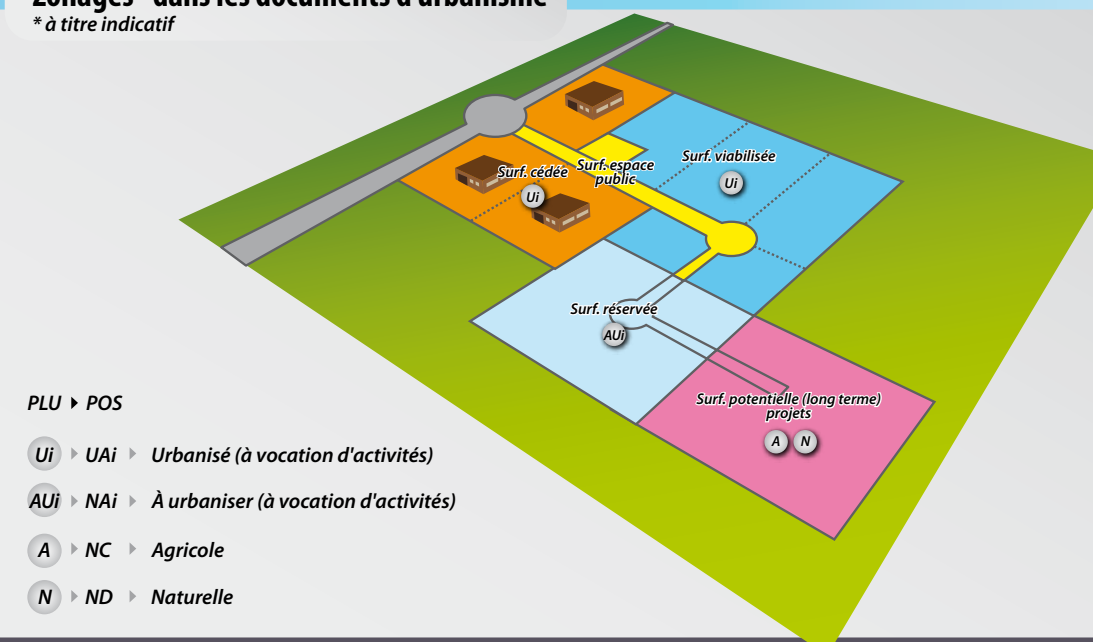 Zonages* dans les documents d'urbanisme
* à titre indicatif
Surf. cédée
Ui
Surf. espace
public
Surf. viabilisée
Ui
Surf. réservée
AUi
Surf. potentielle (long terme)
projets
A N
PLU ▸ POS
Ui ▸ UAi ▸ Urbanisé (à vocation d'activités)
AUi ▸ NAi ▸ À urbaniser (à vocation d'activités)
A ▸ NC ▸ Agricole
N ▸ ND ▸ Naturelle